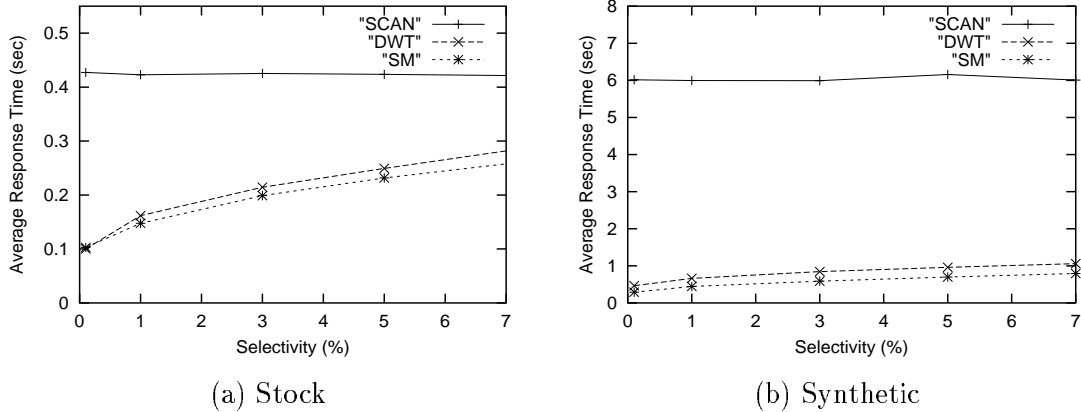 0.5
0.4
0.3
0.2
0.1
0
0 1 2 3 4 5 6 7
Average Response Time (sec)
Selectivity (%)
"SCAN"
"DWT"
"SM"
(a) Stock
8
7
6
5
4
3
2
1
0
0 1 2 3 4 5 6 7
Average Response Time (sec)
Selectivity (%)
"SCAN"
"DWT"
"SM"
(b) Synthetic